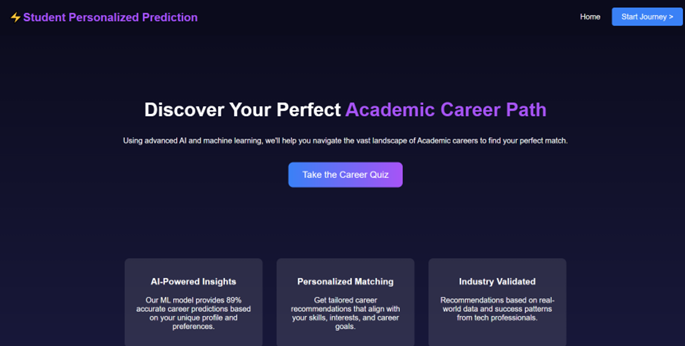 ⚡Student Personalized Prediction
Home
Start Journey >
Discover Your Perfect Academic Career Path
Using advanced AI and machine learning, we'll help you navigate the vast landscape of Academic careers to find your perfect match.
Take the Career Quiz
AI-Powered Insights
Our ML model provides 89%
accurate career predictions based
on your unique profile and
preferences.
Personalized Matching
Get tailored career
recommendations that align with
your skills, interests, and career
goals.
Industry Validated
Recommendations based on real-
world data and success patterns
from tech professionals.